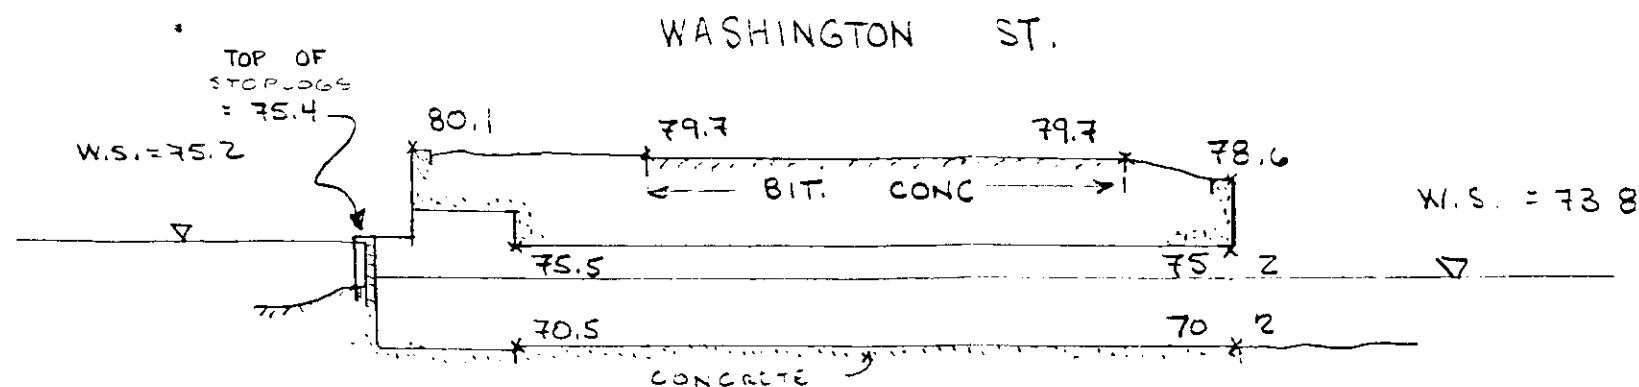 WASHINGTON ST.
TOP OF
STOPLOGS
= 75.4
W.S. = 75.2
80.1
79.7
79.7
78.6
BIT. CONC
W.S. = 73 8
75.5
75 2
70.5
70 2
CONCRETE